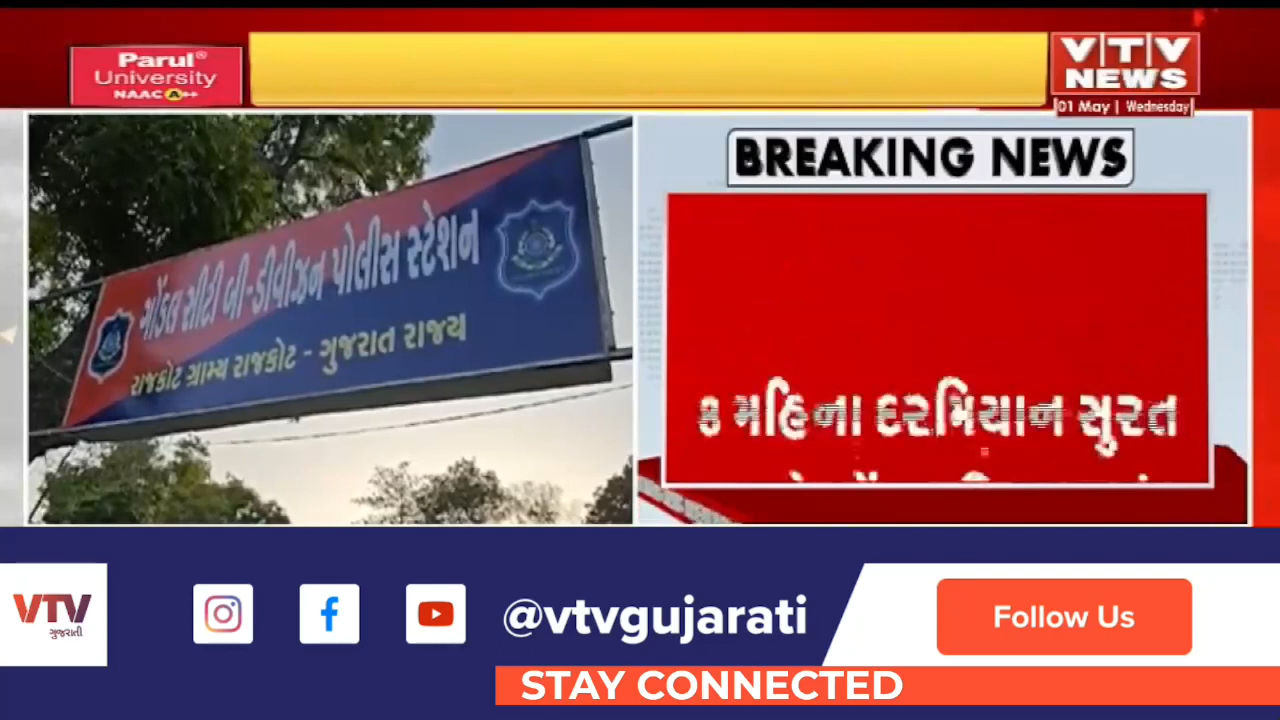 Parul®
University
NAAC A++
VTV
NEWS
01 May | Wednesday
ગોંડલ સીટી બી-ડીવીઝન પોલીસ સ્ટેશન
રાજકોટ ગ્રામ્ય રાજકોટ - ગુજરાત રાજ્ય
BREAKING NEWS
8 મહિના દરમિયાન સુરત
VTV
ગુજરાતી
@vtvgujarati
Follow Us
STAY CONNECTED